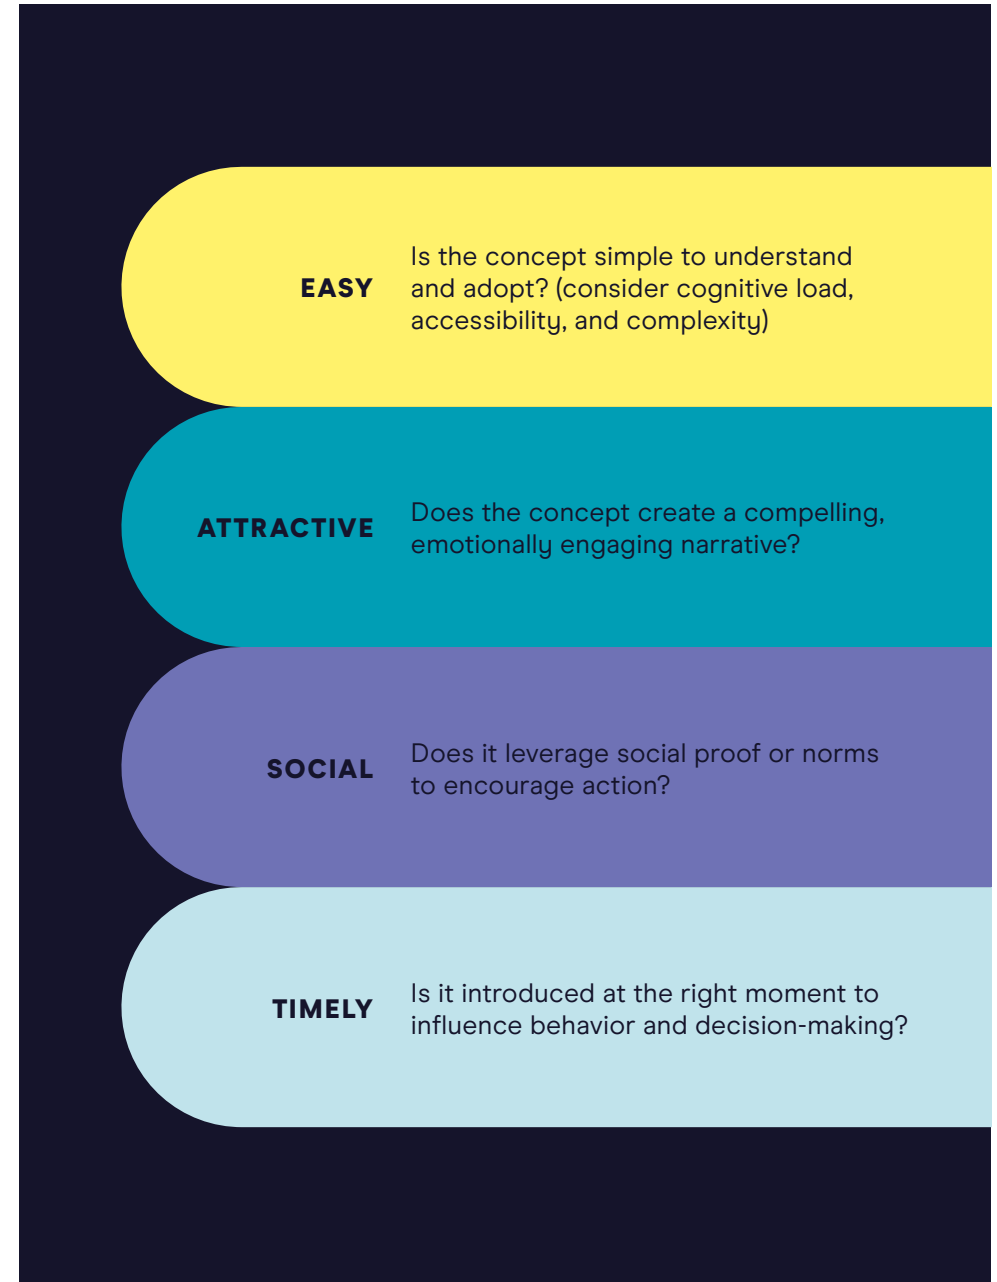 EASY
Is the concept simple to understand
and adopt? (consider cognitive load,
accessibility, and complexity)
ATTRACTIVE
Does the concept create a compelling,
emotionally engaging narrative?
SOCIAL
Does it leverage social proof or norms
to encourage action?
TIMELY
Is it introduced at the right moment to
influence behavior and decision-making?